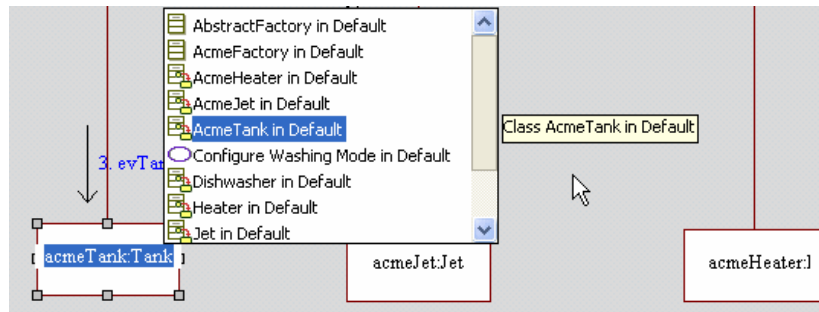 AbstractFactory in Default
AcmeFactory in Default
AcmeHeater in Default
AcmeJet in Default
AcmeTank in Default
Class AcmeTank in Default
Configure Washing Mode in Default
3. evTan
Dishwasher in Default
Heater in Default
Jet in Default
acmeTank:Tank
acmeJet:Jet
acmeHeater: